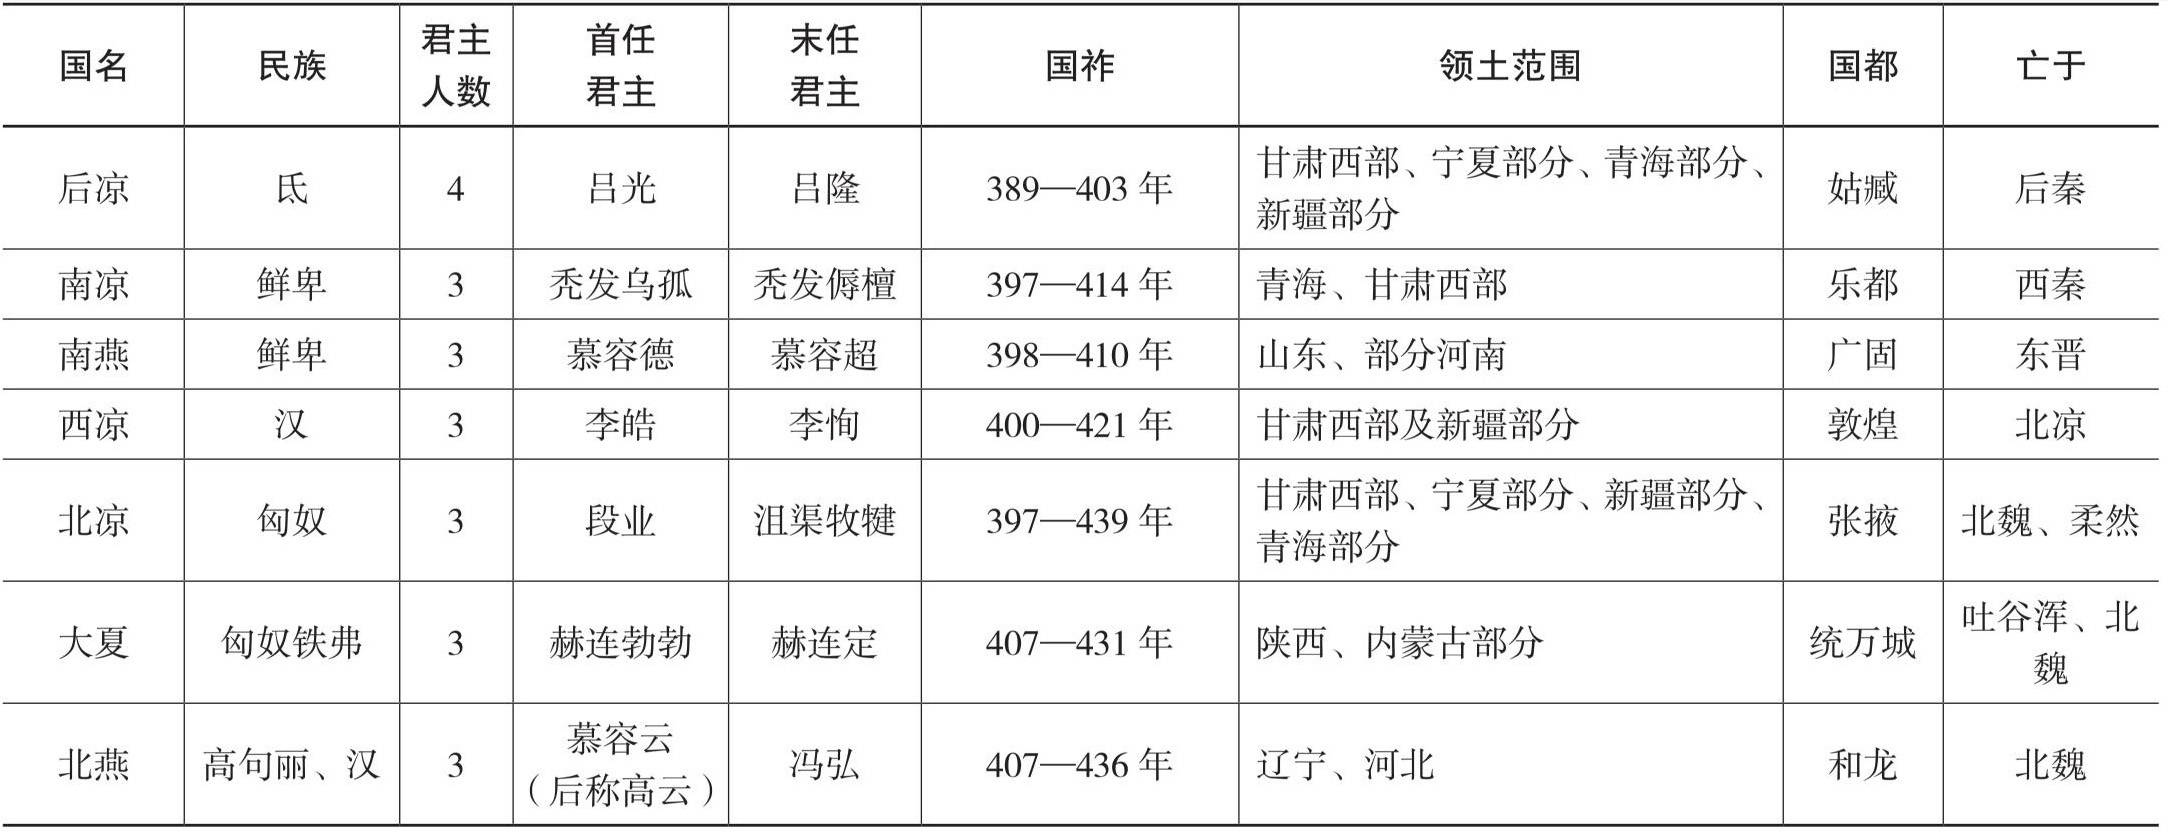 国名 民族 君主人数 首任君主 末任君主 国祚 领土范围 国都 亡于
后凉 氐 4 吕光 吕隆 389—403 年 甘肃西部、宁夏部分、青海部分、新疆部分 姑臧 后秦
南凉 鲜卑 3 秃发乌孤 秃发傉檀 397—414 年 青海、甘肃西部 乐都 西秦
南燕 鲜卑 3 慕容德 慕容超 398—410 年 山东、部分河南 广固 东晋
西凉 汉 3 李皓 李恂 400—421 年 甘肃西部及新疆部分 敦煌 北凉
北凉 匈奴 3 段业 沮渠牧犍 397—439 年 甘肃西部、宁夏部分、新疆部分、青海部分 张掖 北魏、柔然
大夏 匈奴铁弗 3 赫连勃勃 赫连定 407—431 年 陕西、内蒙古部分 统万城 吐谷浑、北魏
北燕 高句丽、汉 3 慕容云（后称高云） 冯弘 407—436 年 辽宁、河北 和龙 北魏